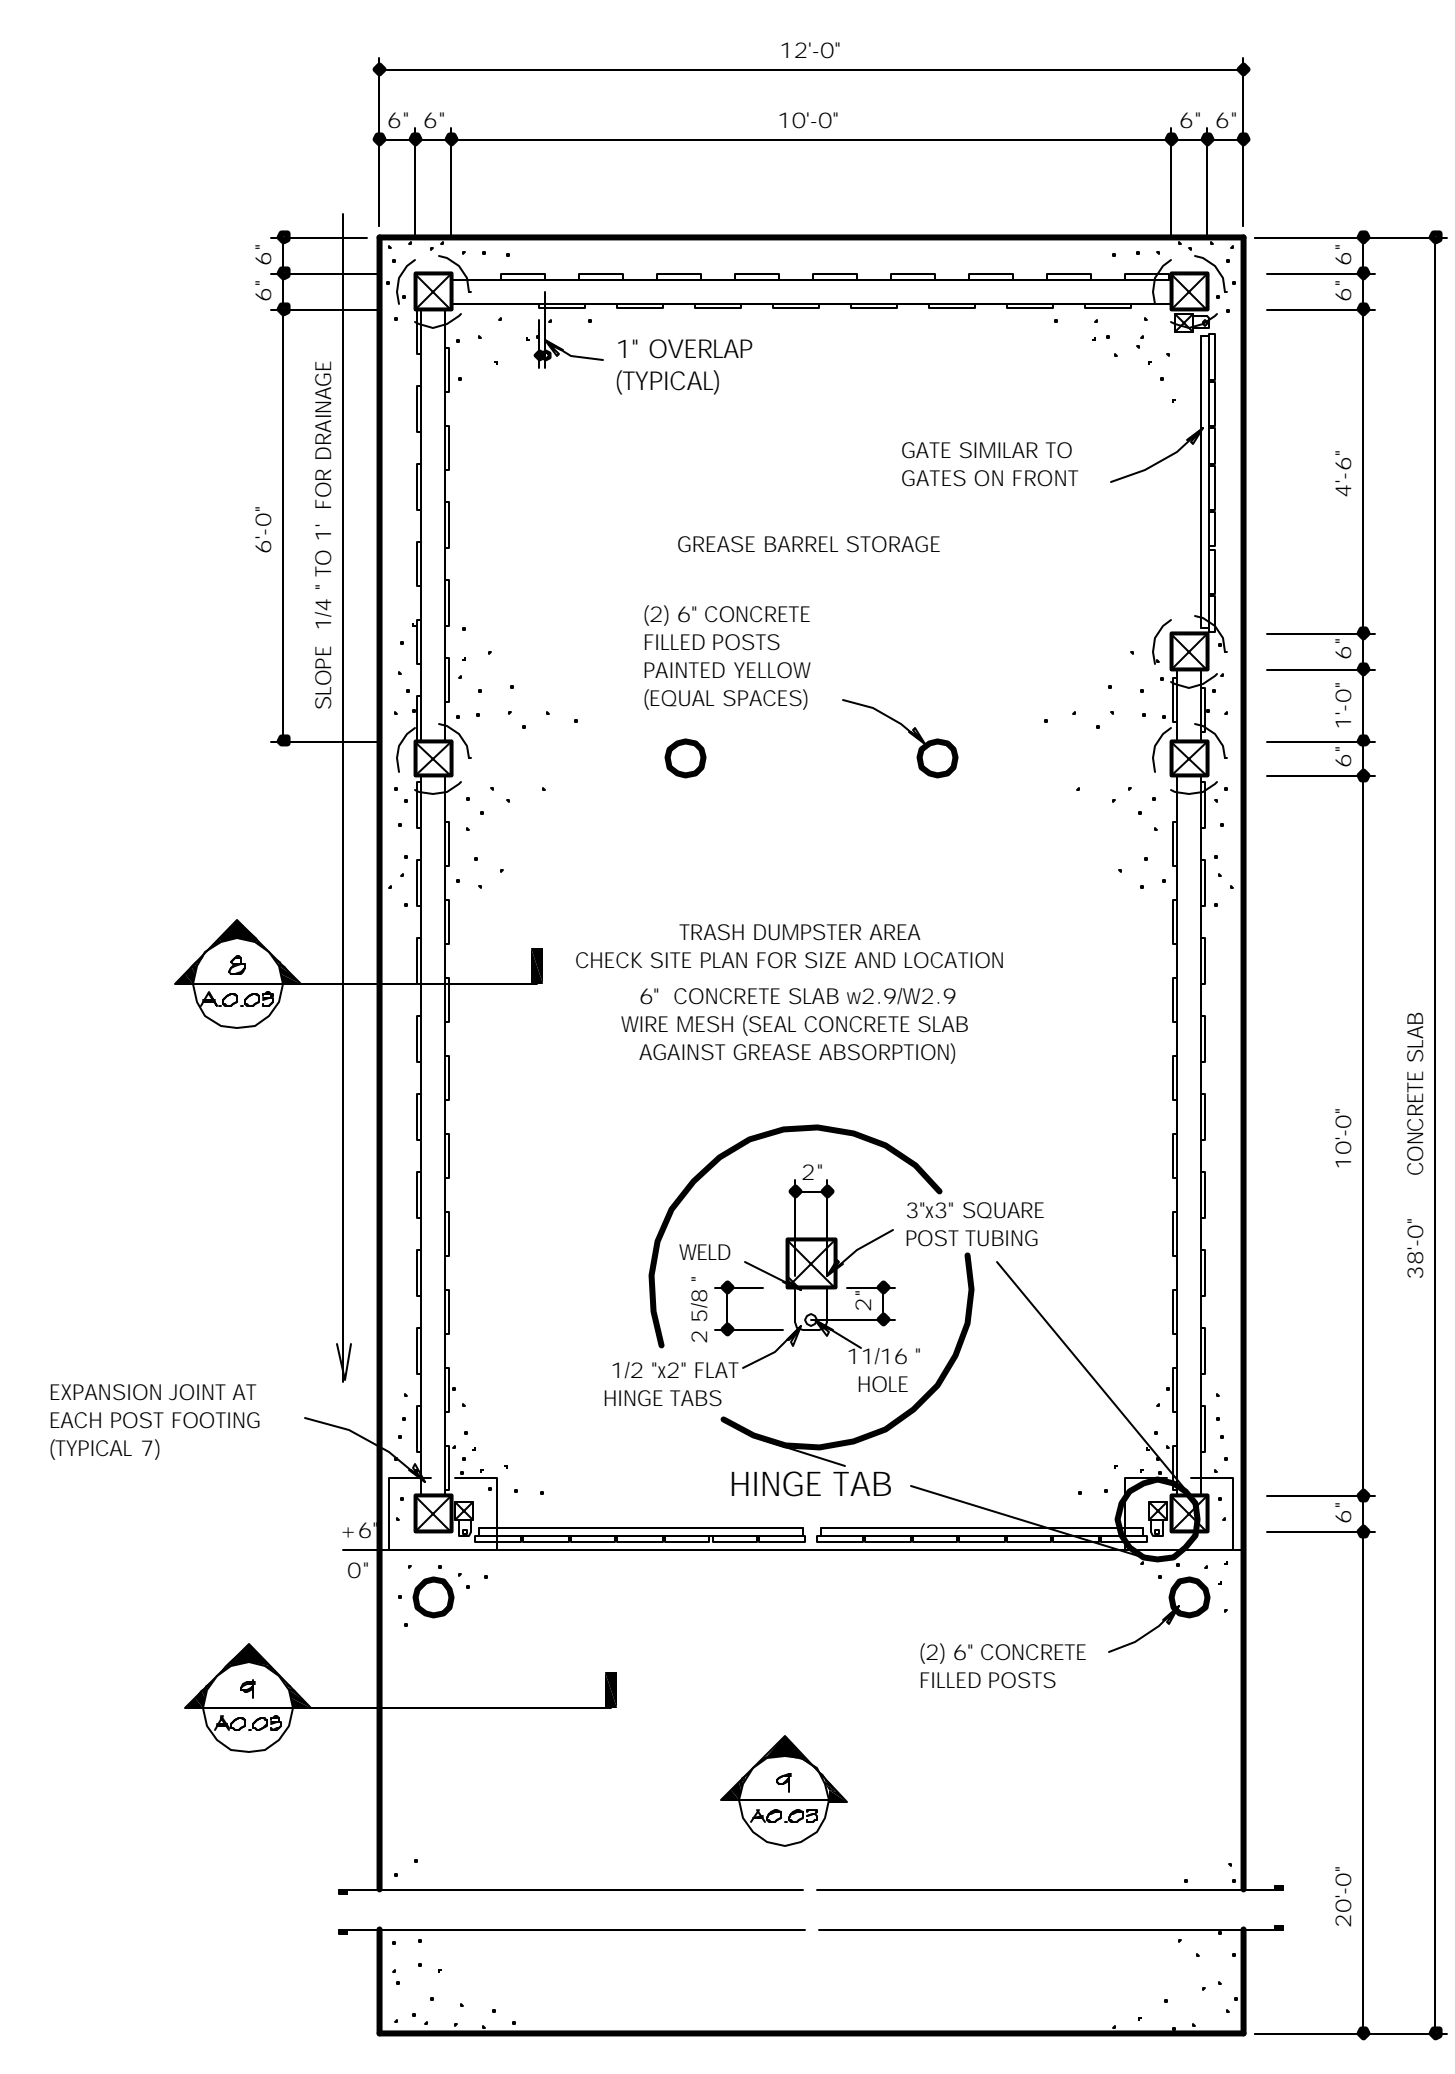 12'-0"
6" 6" 10'-0" 6" 6"
6"
6"
6'-0"
SLOPE 1/4 " TO 1' FOR DRAINAGE
1" OVERLAP
(TYPICAL)
GATE SIMILAR TO
GATES ON FRONT
GREASE BARREL STORAGE
(2) 6" CONCRETE
FILLED POSTS
PAINTED YELLOW
(EQUAL SPACES)
6"
6"
4'-6"
6"
1'-0"
6"
10'-0"
6"
20'-0"
38'-0" CONCRETE SLAB
8
A.0.03
TRASH DUMPSTER AREA
CHECK SITE PLAN FOR SIZE AND LOCATION
6" CONCRETE SLAB w2.9/W2.9
WIRE MESH (SEAL CONCRETE SLAB
AGAINST GREASE ABSORPTION)
2"
3"x3" SQUARE
POST TUBING
WELD
2 5/8 "
2"
11/16 "
HOLE
1/2 "x2" FLAT
HINGE TABS
HINGE TAB
EXPANSION JOINT AT
EACH POST FOOTING
(TYPICAL 7)
+6"
0"
(2) 6" CONCRETE
FILLED POSTS
9
A0.03
9
A0.03